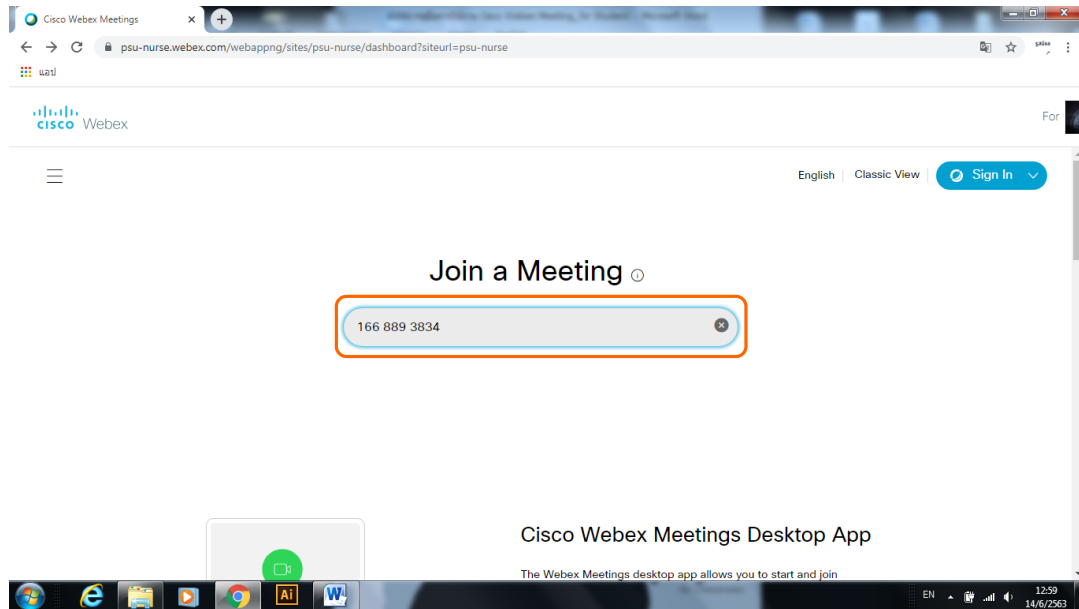 Cisco Webex Meetings
psu-nurse.webex.com/webappng/sites/psu-nurse/dashboard?siteurl=psu-nurse
แอป
cisco Webex
For
English
Classic View
Sign In
Join a Meeting
166 889 3834
Cisco Webex Meetings Desktop App
The Webex Meetings desktop app allows you to start and join
Ai
W
EN
12:59
14/6/2563